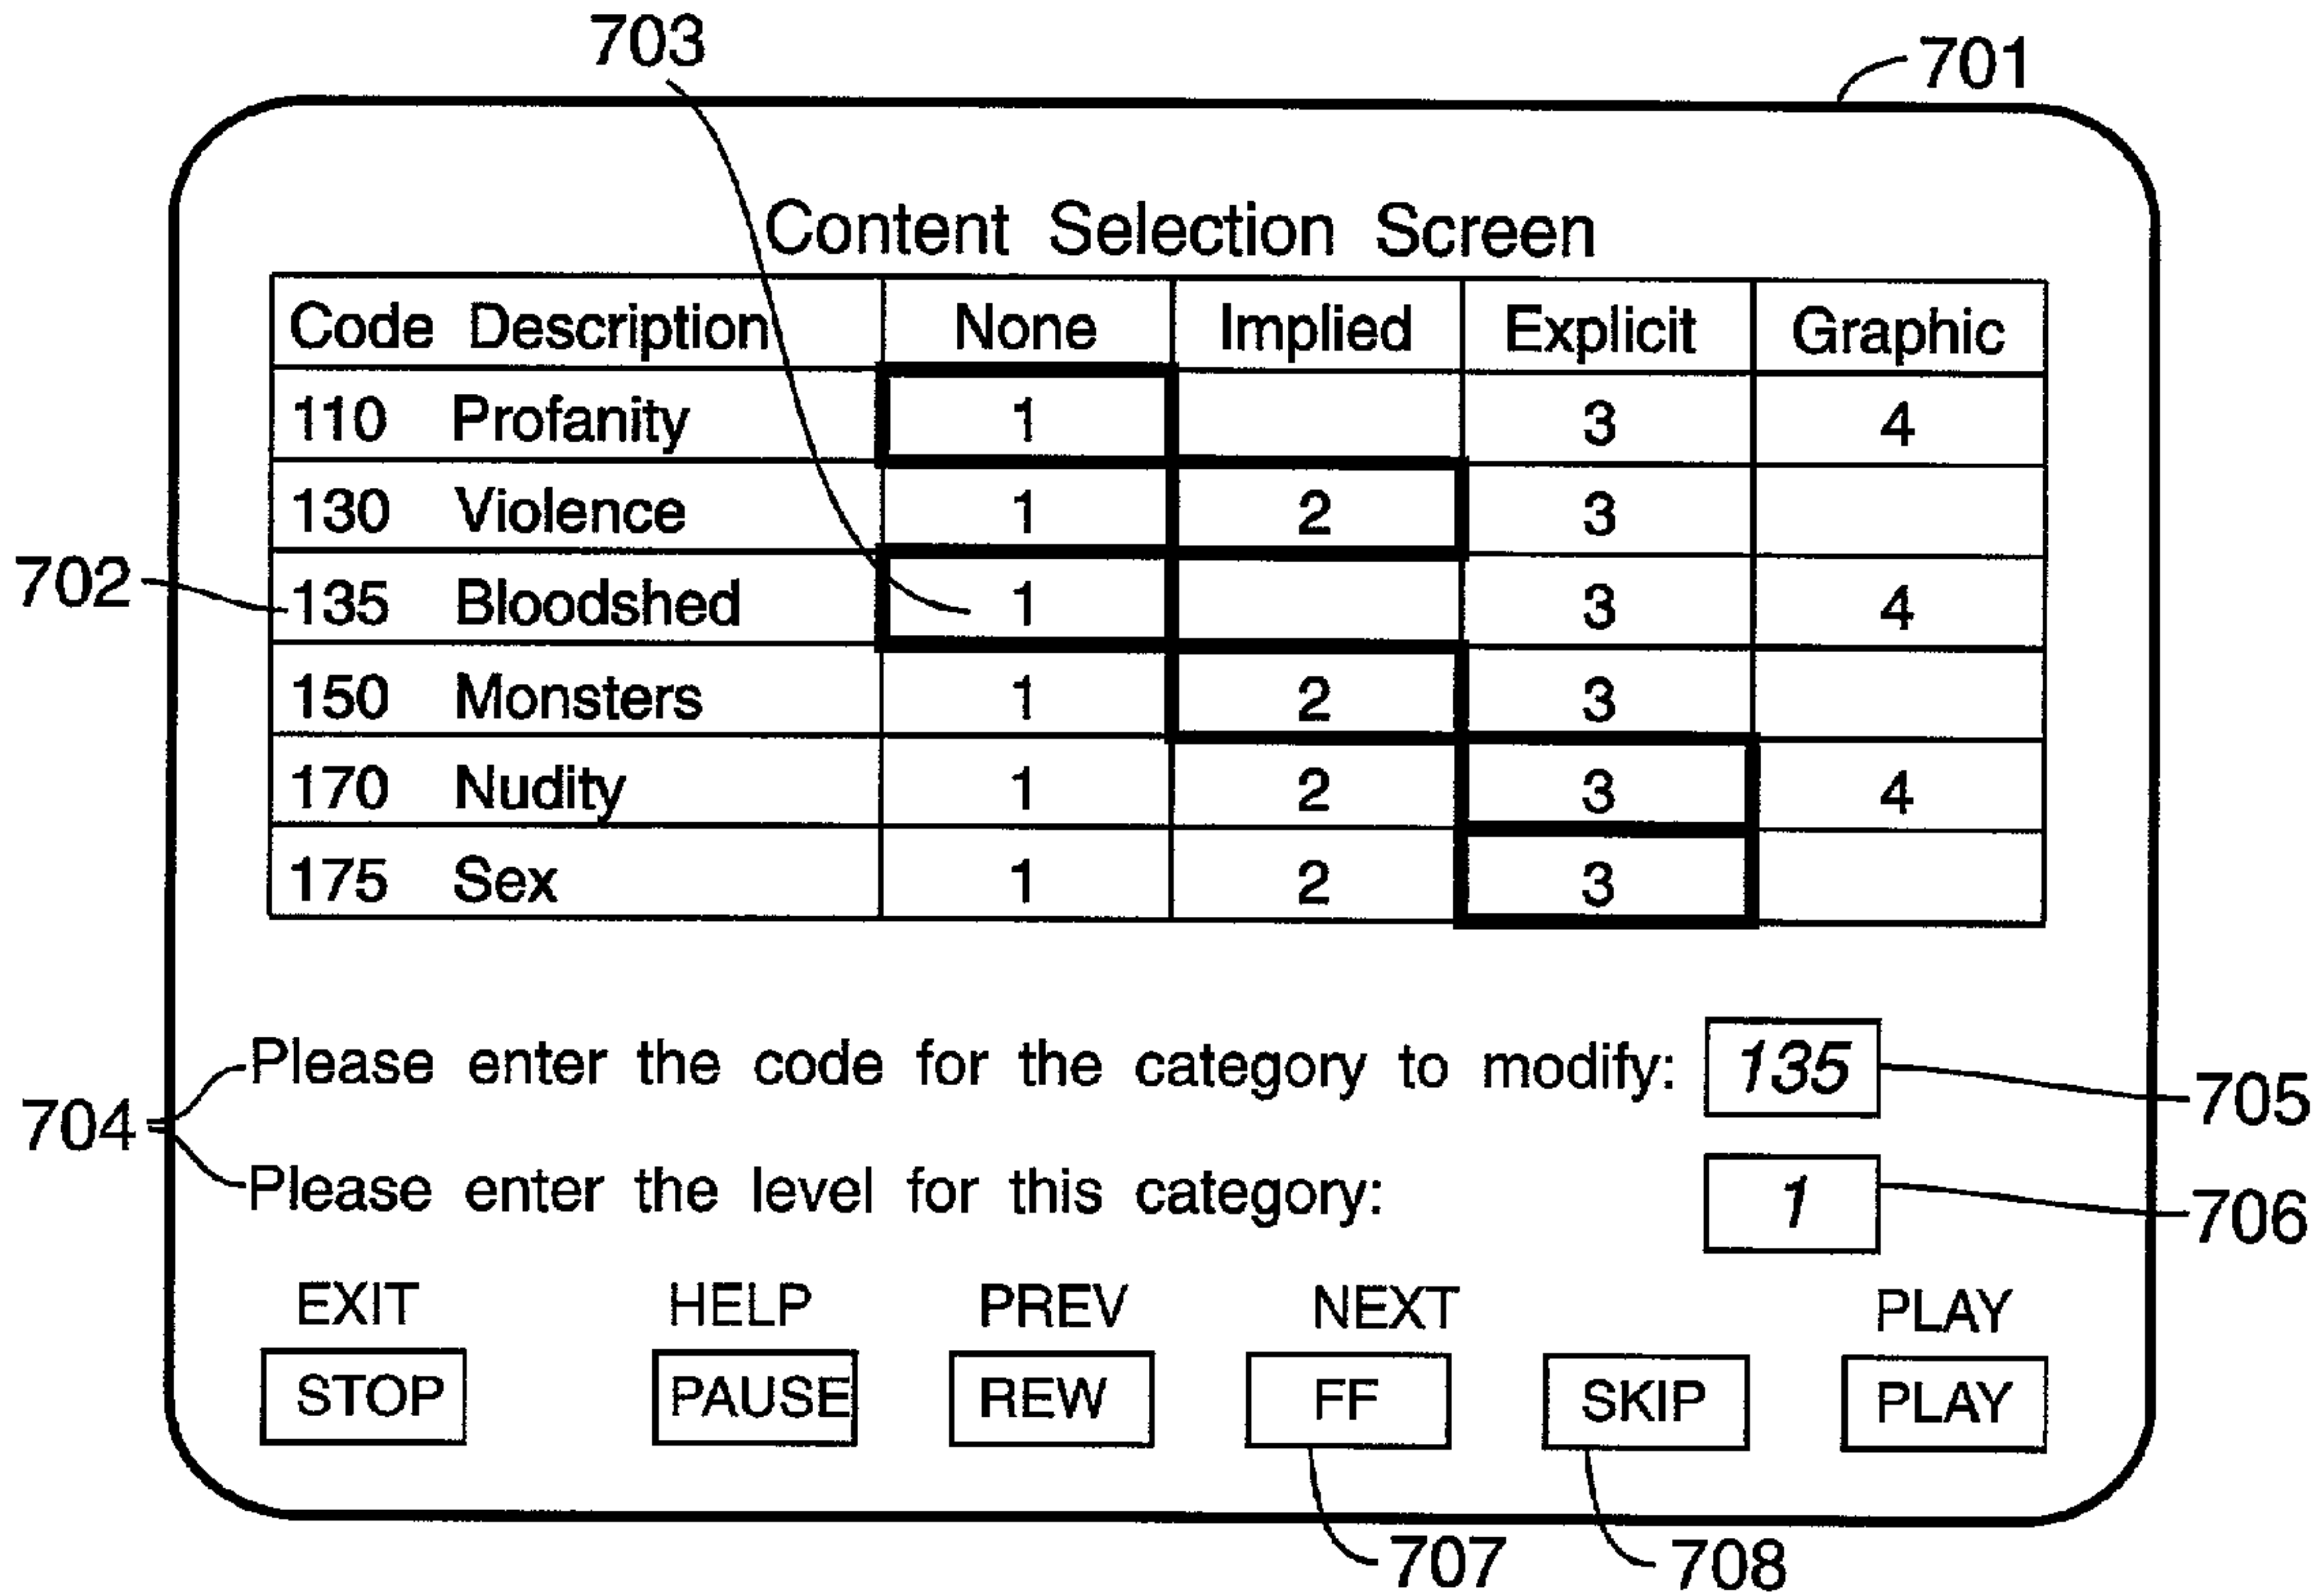 703
701
Content Selection Screen
Code Description None Implied Explicit Graphic
110 Profanity 1 3 4
130 Violence 1 2 3
702
135 Bloodshed 1 3 4
150 Monsters 1 2 3
170 Nudity 1 2 3 4
175 Sex 1 2 3
704
Please enter the code for the category to modify: 135
705
Please enter the level for this category: 1
706
EXIT HELP PREV NEXT PLAY
STOP PAUSE REW FF SKIP PLAY
707 708